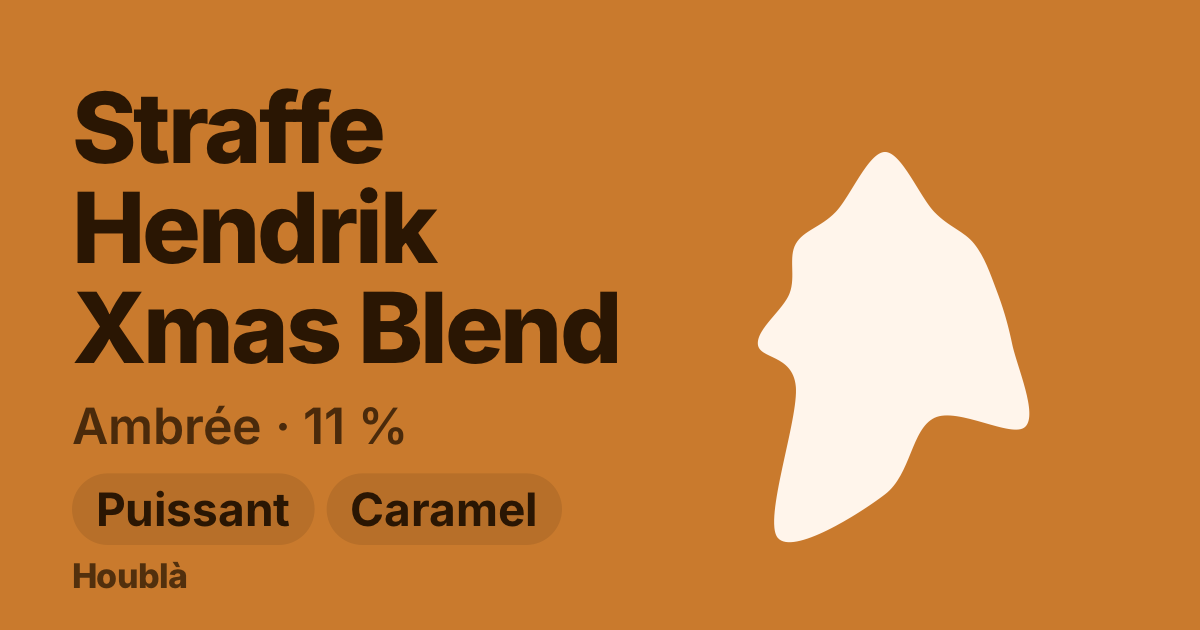 Straffe
Hendrik
Xmas Blend
Ambrée · 11 %
Puissant Caramel
Houblà